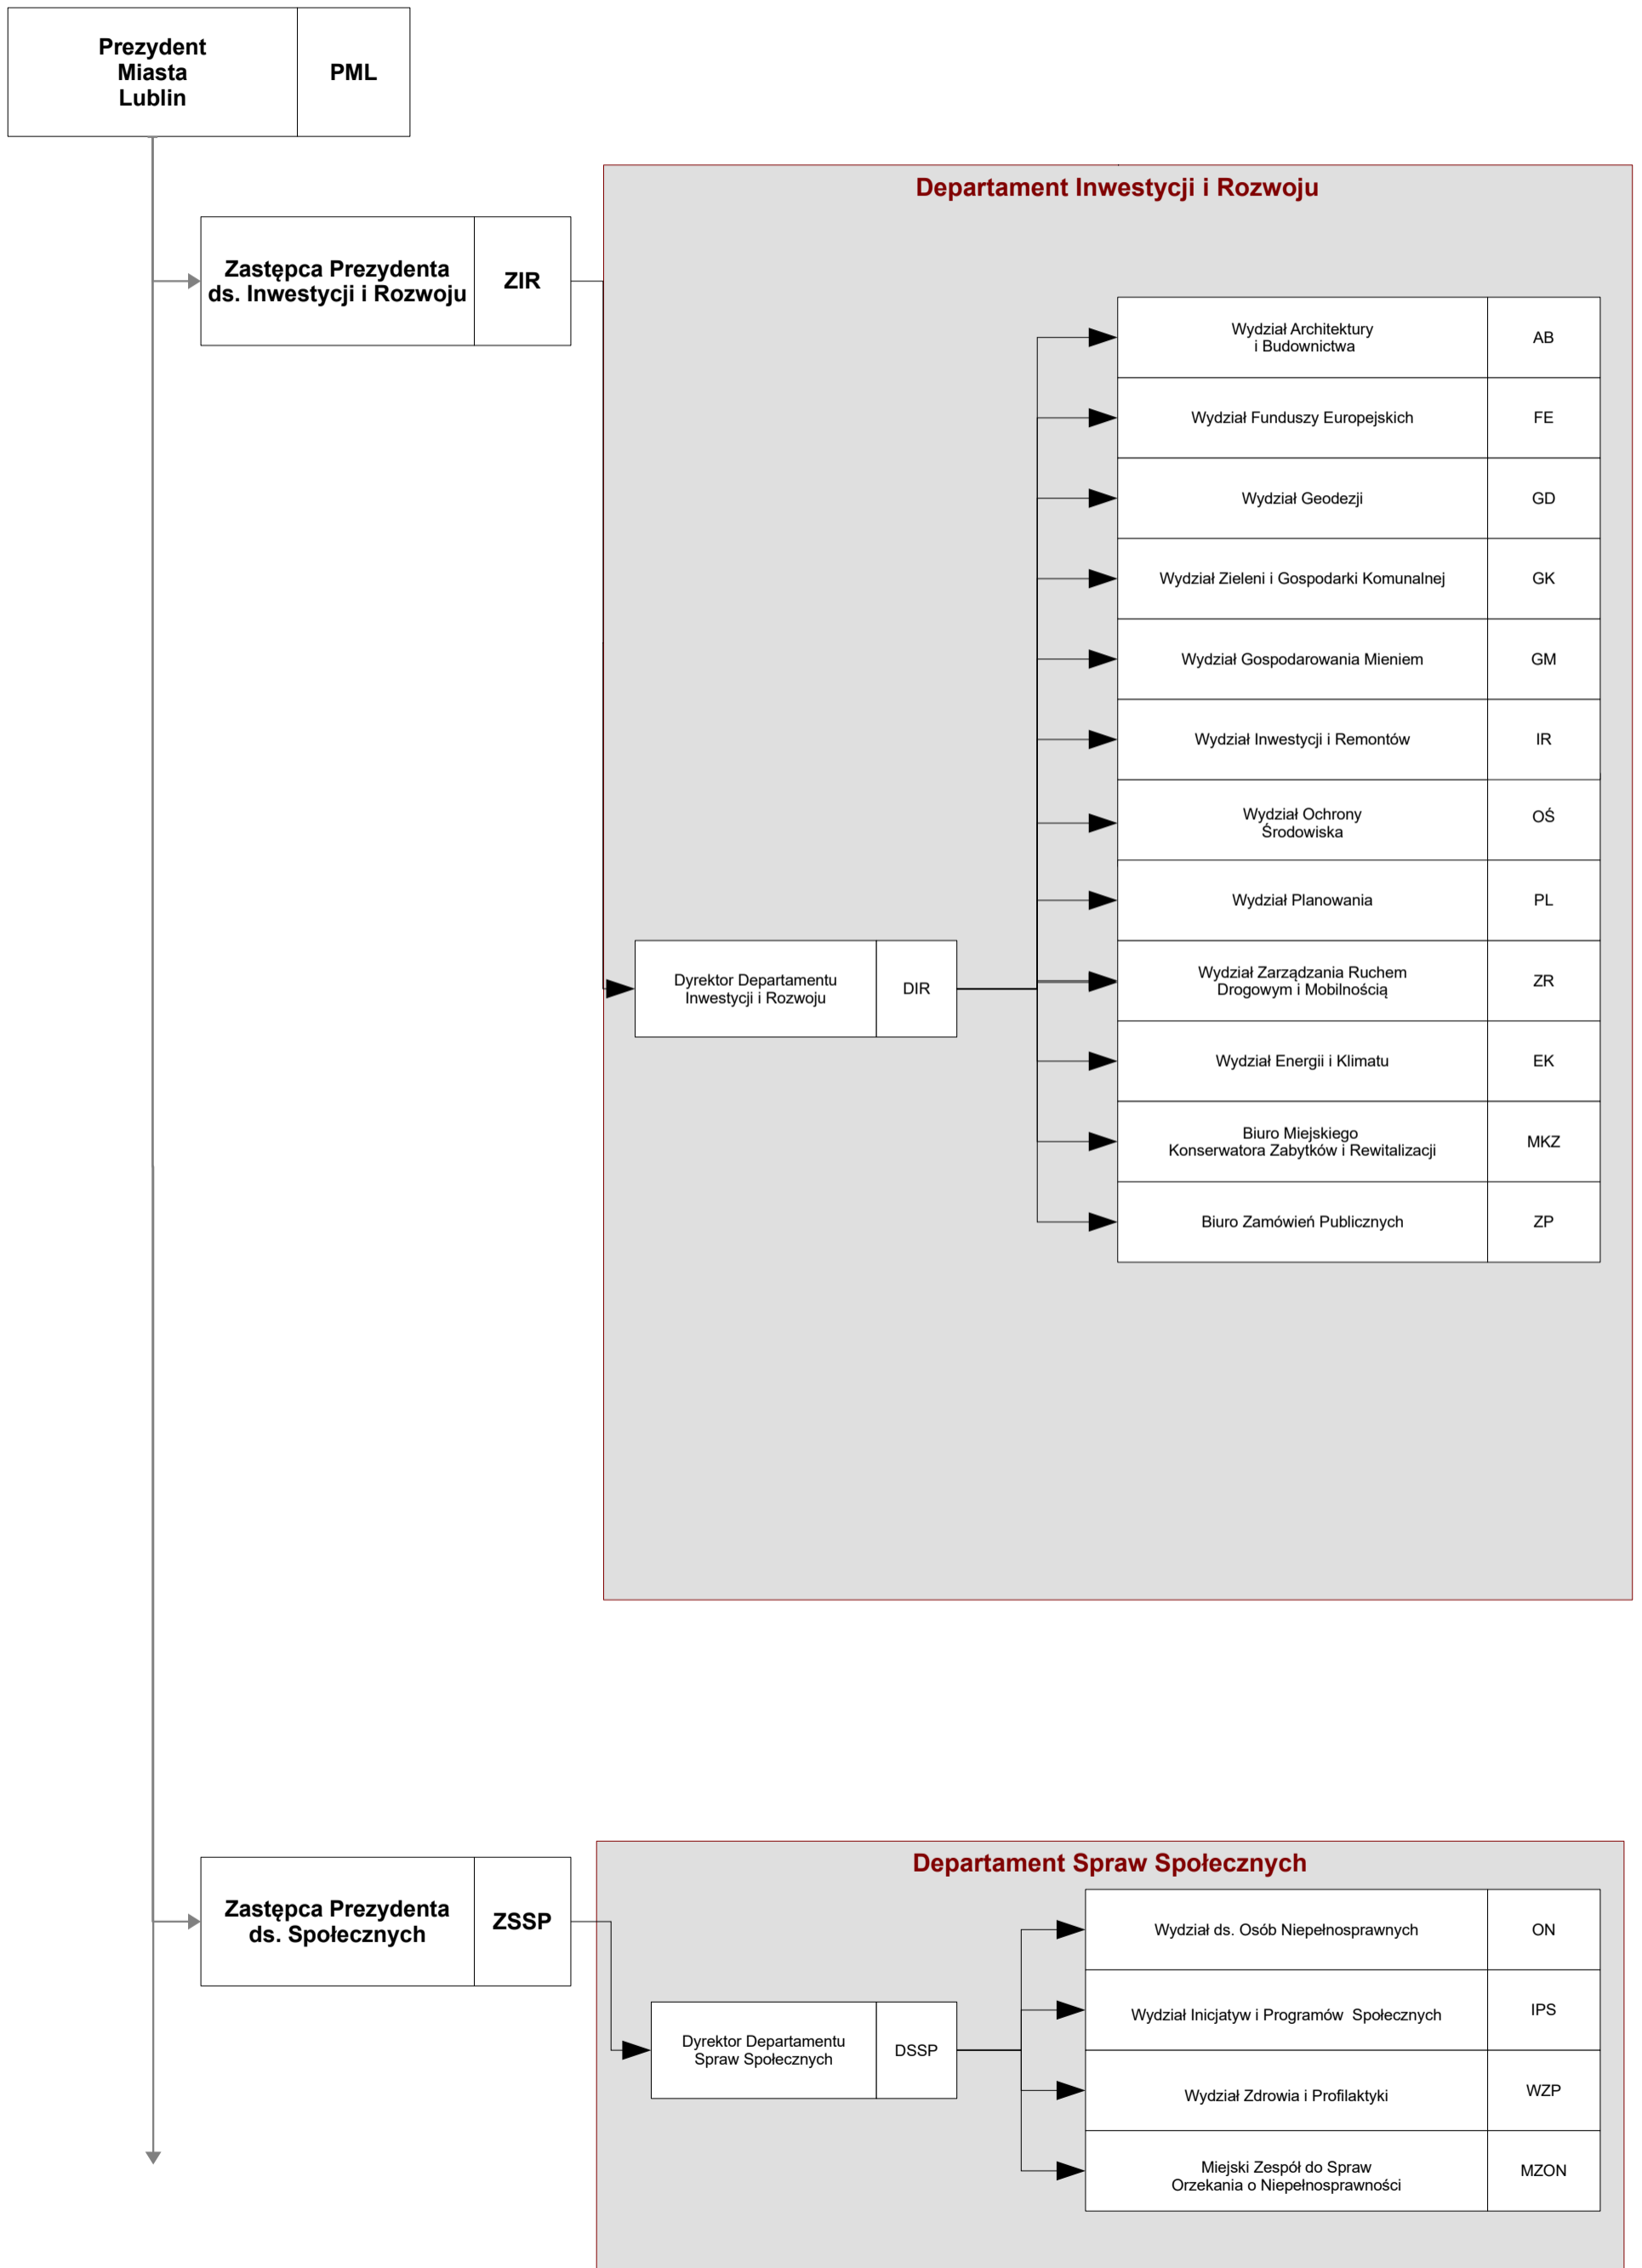 Prezydent
Miasta
Lublin
PML
Departament Inwestycji i Rozwoju
Zastępca Prezydenta
ds. Inwestycji i Rozwoju
ZIR
Wydział Architektury
i Budownictwa
AB
Wydział Funduszy Europejskich
FE
Wydział Geodezji
GD
Wydział Zieleni i Gospodarki Komunalnej
GK
Wydział Gospodarowania Mieniem
GM
Wydział Inwestycji i Remontów
IR
Wydział Ochrony
Środowiska
OŚ
Wydział Planowania
PL
Dyrektor Departamentu
Inwestycji i Rozwoju
DIR
Wydział Zarządzania Ruchem
Drogowym i Mobilnością
ZR
Wydział Energii i Klimatu
EK
Biuro Miejskiego
Konserwatora Zabytków i Rewitalizacji
MKZ
Biuro Zamówień Publicznych
ZP
Departament Spraw Społecznych
Zastępca Prezydenta
ds. Społecznych
ZSSP
Wydział ds. Osób Niepełnosprawnych
ON
Wydział Inicjatyw i Programów  Społecznych
IPS
Dyrektor Departamentu
Spraw Społecznych
DSSP
Wydział Zdrowia i Profilaktyki
WZP
Miejski Zespół do Spraw
Orzekania o Niepełnosprawności
MZON